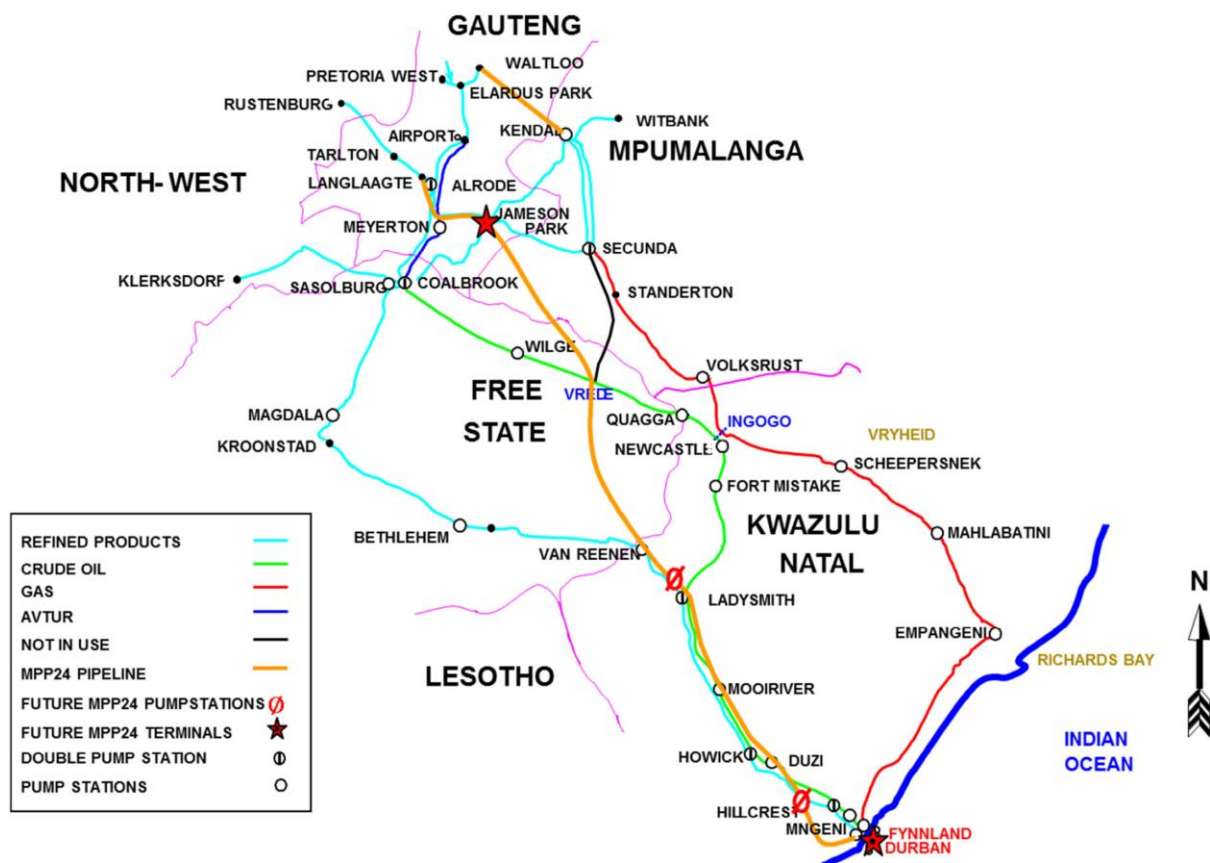 GAUTENG
WALTLOO
PRETORIA WEST
ELARDUS PARK
RUSTENBURG
WITBANK
AIRPORT
KENDAL
MPUMALANGA
TARLTON
NORTH-WEST
LANGLAAGTE
ALRODE
JAMESON
PARK
MEYERTON
SECUNDA
KLERKSDORF
SASOLBURG
COALBROOK
STANDERTON
WILGE
VOLKSRUST
FREE
STATE
VREDE
MAGDALA
QUAGGA
INGOGO
KROONSTAD
NEWCASTLE
VRYHEID
SCHEEPERSNEK
FORT MISTAKE
KWAZULU
NATAL
MAHLABATINI
BETHLEHEM
VAN REENEN
LADYSMITH
EMPANGENI
LESOTHO
RICHARDS BAY
MOOIRIVER
HOWICK
DUZI
INDIAN
OCEAN
HILLCREST
MNGENI
FYNNLAND
DURBAN
N
REFINED PRODUCTS
CRUDE OIL
GAS
AVTUR
NOT IN USE
MPP24 PIPELINE
FUTURE MPP24 PUMPSTATIONS
FUTURE MPP24 TERMINALS
DOUBLE PUMP STATION
PUMP STATIONS